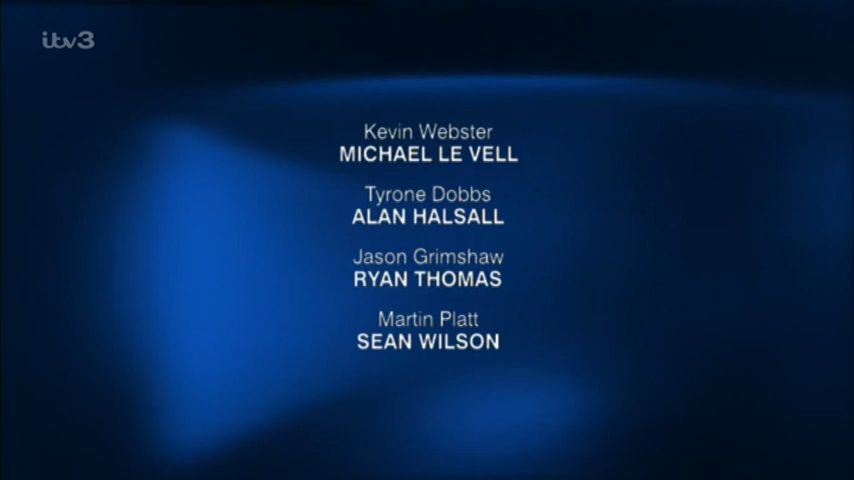 itv3
Kevin Webster
MICHAEL LE VELL
Tyrone Dobbs
ALAN HALSALL
Jason Grimshaw
RYAN THOMAS
Martin Platt
SEAN WILSON